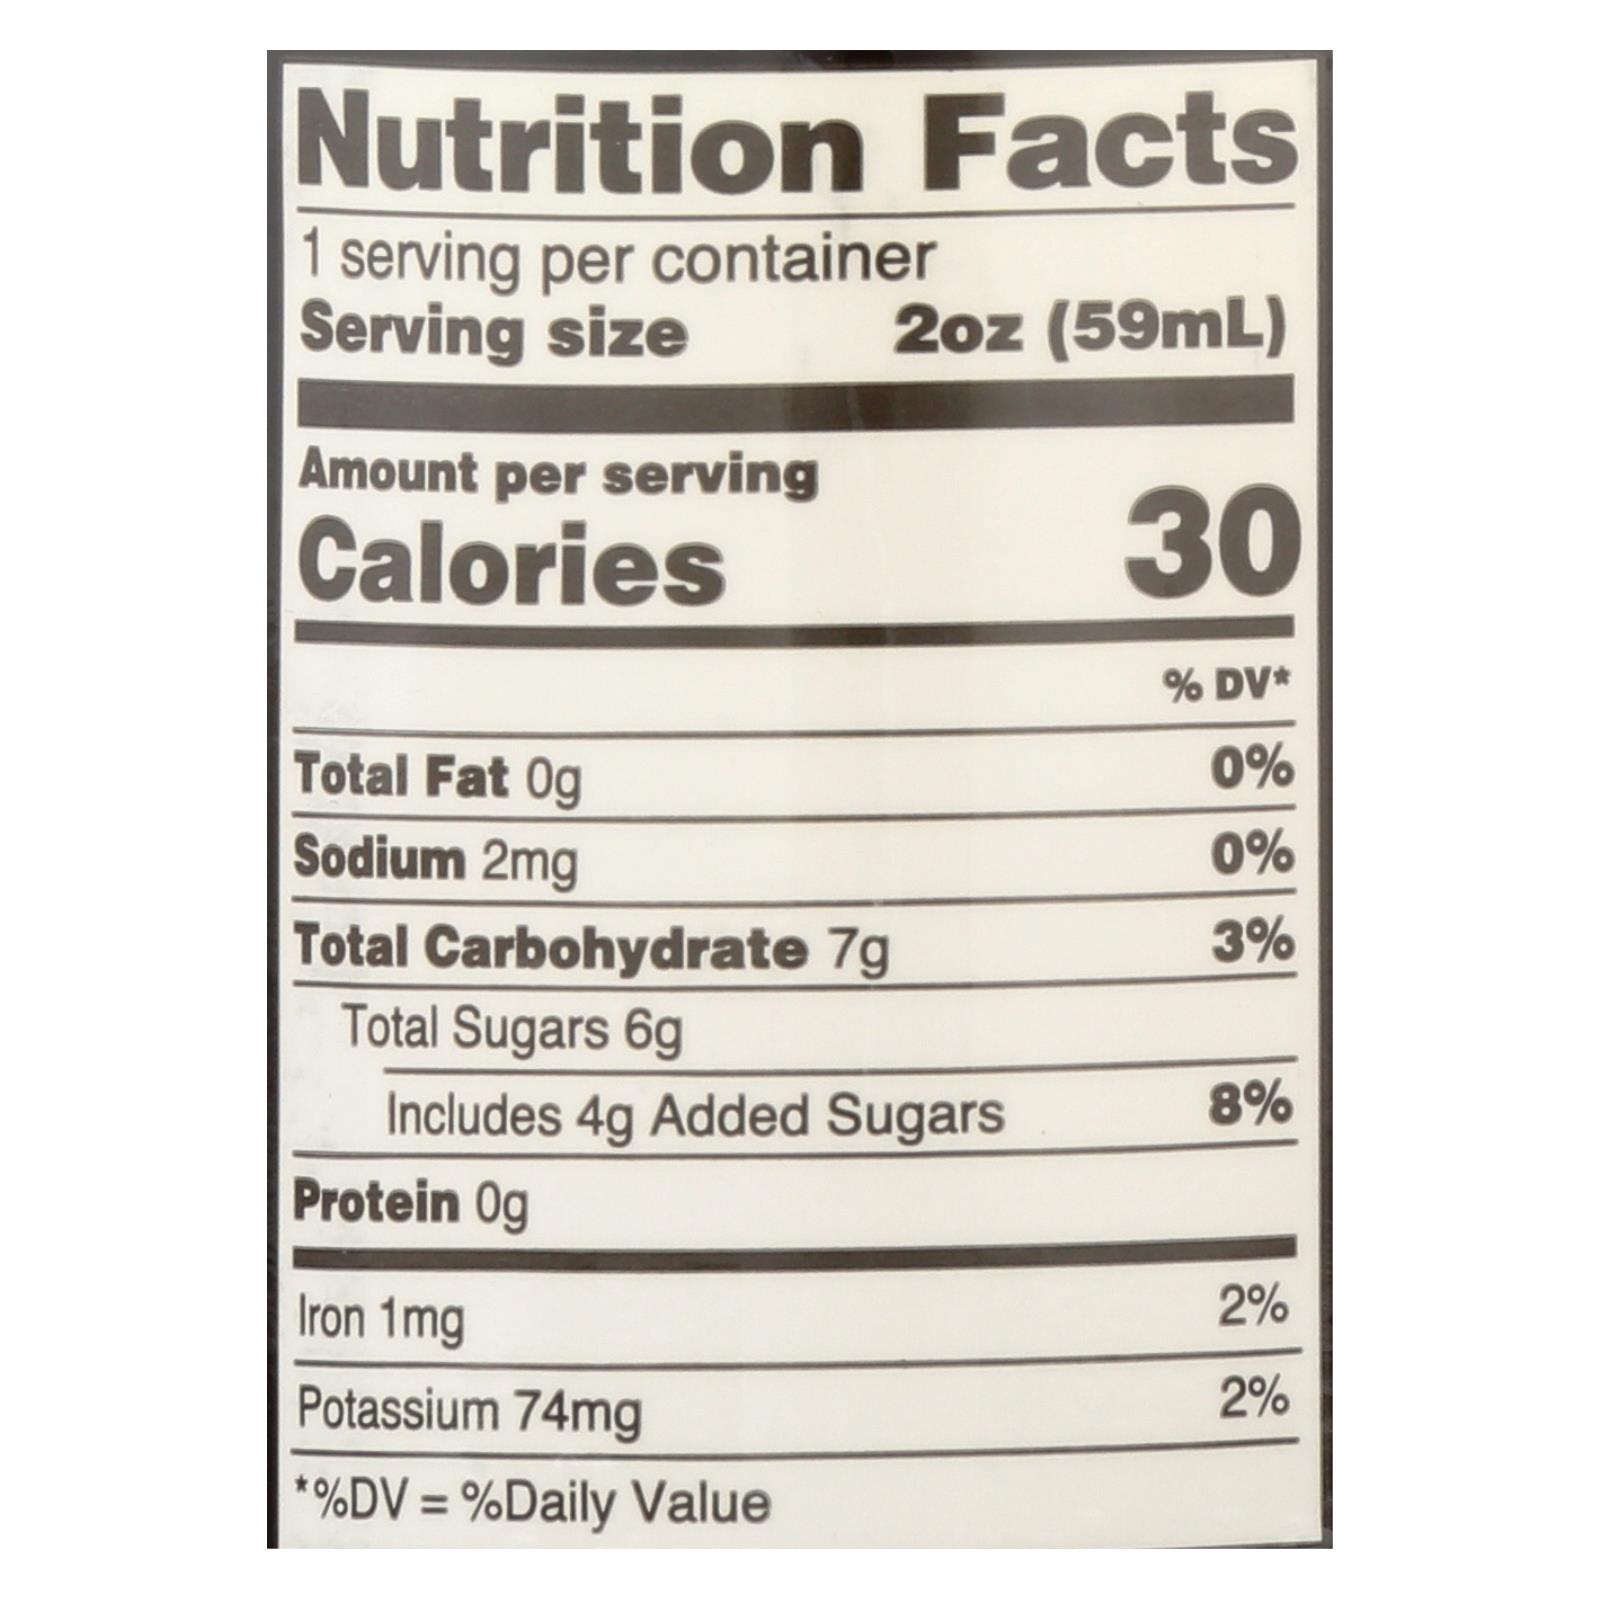 Nutrition Facts
1 serving per container
Serving size 2oz (59mL)
Amount per serving
Calories 30
% DV*
Total Fat 0g 0%
Sodium 2mg 0%
Total Carbohydrate 7g 3%
Total Sugars 6g
Includes 4g Added Sugars 8%
Protein 0g
Iron 1mg 2%
Potassium 74mg 2%
*%DV = %Daily Value